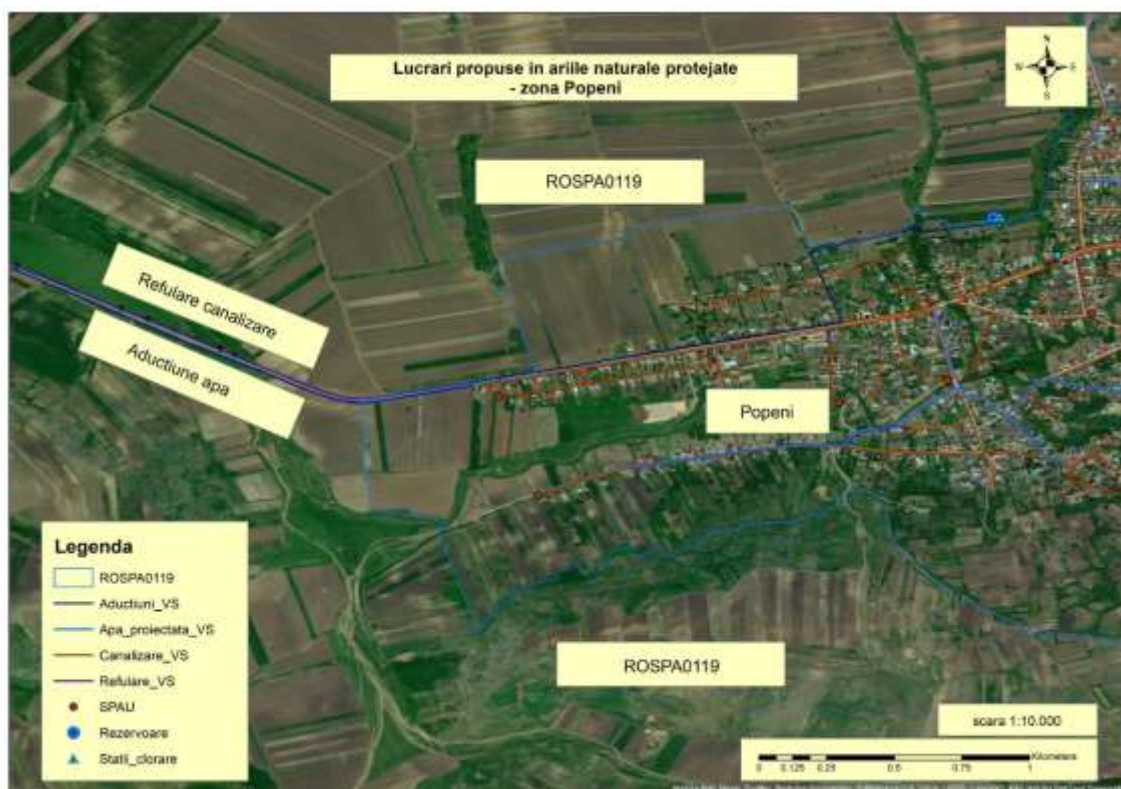 Lucrari propuse in ariile naturale protejate
- zona Popeni
N
W E
S
ROSPA0119
Refulare canalizare
Aductiune apa
Popeni
Legenda
ROSPA0119
Aductiuni_VS
Apa_proiectata_VS
Canalizare_VS
Refulare_VS
SPAU
Rezervoare
Statii_clorare
ROSPA0119
scara 1:10.000
Kilometers
0 0.125 0.25 0.5 0.75 1